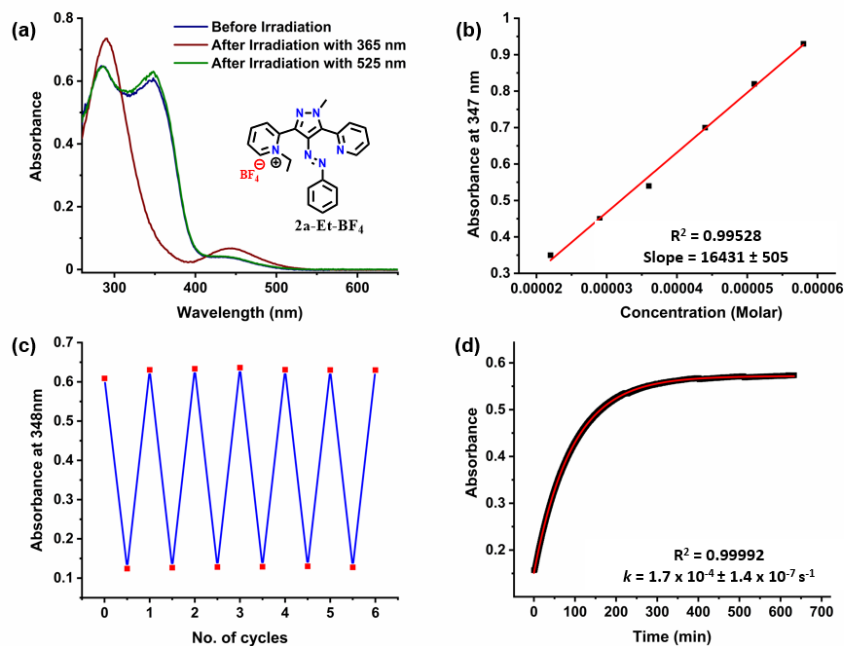 (a)
Before Irradiation
After Irradiation with 365 nm
After Irradiation with 525 nm
0.8
0.6
0.4
0.2
0
Absorbance
300
400
500
600
Wavelength (nm)
N
N
N
N
N
N
BF4
⊖
⊕
2a-Et-BF4
(b)
1
0.9
0.8
0.7
0.6
0.5
0.4
0.3
Absorbance at 347 nm
R² = 0.99528
Slope = 16431 ± 505
0.00002
0.00003
0.00004
0.00005
0.00006
Concentration (Molar)
(c)
0.7
0.6
0.5
0.4
0.3
0.2
0.1
Absorbance at 348nm
0
1
2
3
4
5
6
No. of cycles
(d)
0.6
0.5
0.4
0.3
0.2
Absorbance
R² = 0.99992
k = 1.7 x 10⁻⁴ ± 1.4 x 10⁻⁷ s⁻¹
0
100
200
300
400
500
600
700
Time (min)